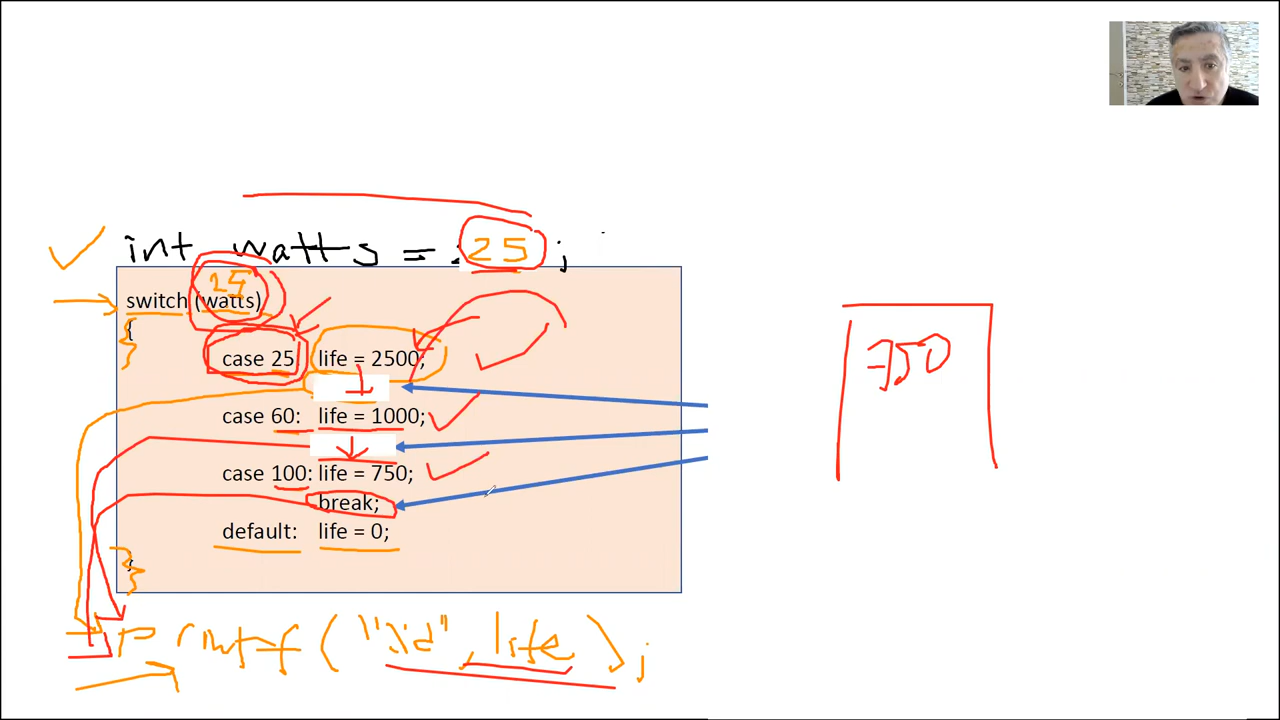 int watts = 25;
25
switch (watts)
{
case 25 life = 2500;
case 60: life = 1000;
case 100: life = 750;
break;
default: life = 0;
}
printf("\d", life);
750